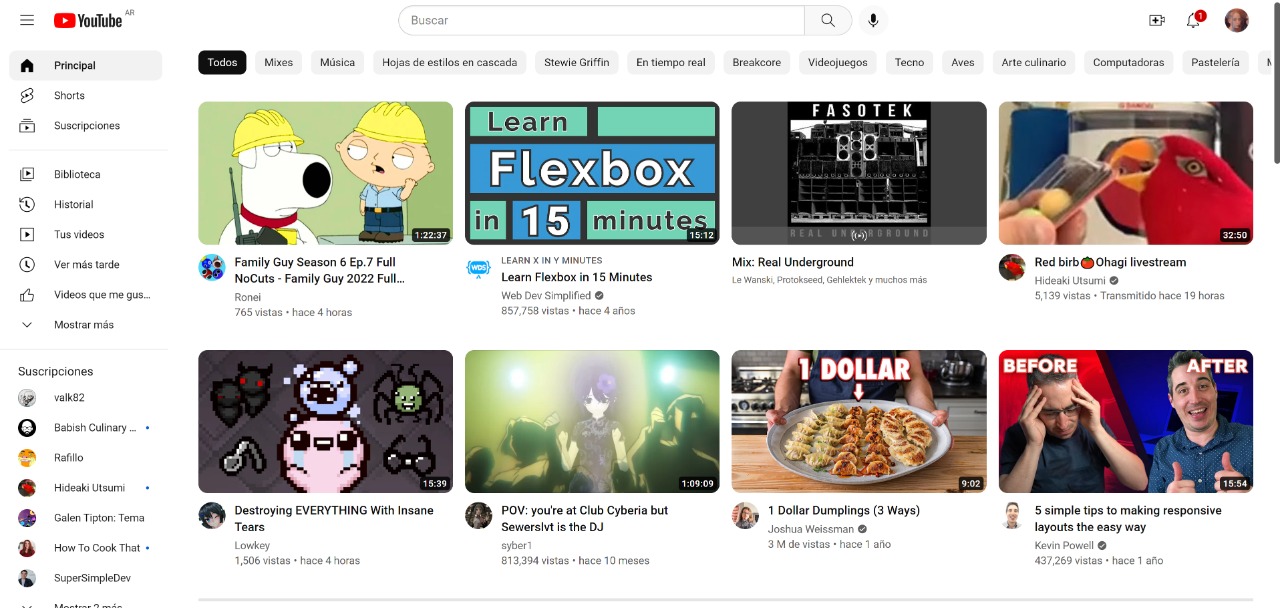 YouTube AR
Buscar
1
Principal
Shorts
Suscripciones
Biblioteca
Historial
Tus videos
Ver más tarde
Videos que me gus...
Mostrar más
Suscripciones
valk82
Babish Culinary ...
Rafillo
Hideaki Utsumi
Galen Tipton: Tema
How To Cook That
SuperSimpleDev
Mostrar 2 más
Todos
Mixes
Música
Hojas de estilos en cascada
Stewie Griffin
En tiempo real
Breakcore
Videojuegos
Tecno
Aves
Arte culinario
Computadoras
Pastelería
1:22:37
Family Guy Season 6 Ep.7 Full
NoCuts - Family Guy 2022 Full...
Ronei
765 vistas • hace 4 horas
Learn
Flexbox
in 15 minutes
15:12
WDS
LEARN X IN Y MINUTES
Learn Flexbox in 15 Minutes
Web Dev Simplified
857,758 vistas • hace 4 años
FASOTEK
REAL UNDERGROUND
Mix: Real Underground
Le Wanski, Protokseed, Gehlektek y muchos más
32:50
Red birb🍅Ohagi livestream
Hideaki Utsumi
5,139 vistas • Transmitido hace 19 horas
15:39
Destroying EVERYTHING With Insane
Tears
Lowkey
1,506 vistas • hace 4 horas
1:09:09
POV: you're at Club Cyberia but
Sewerslvt is the DJ
syber1
813,394 vistas • hace 10 meses
1 DOLLAR
9:02
1 Dollar Dumplings (3 Ways)
Joshua Weissman
3 M de vistas • hace 1 año
BEFORE
AFTER
15:54
5 simple tips to making responsive
layouts the easy way
Kevin Powell
437,269 vistas • hace 1 año